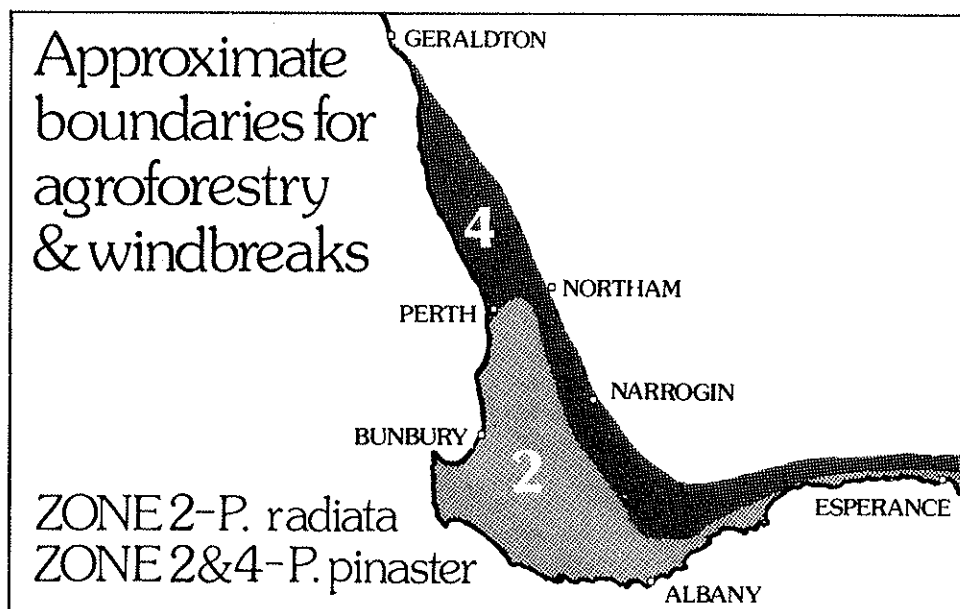 Approximate
boundaries for
agroforestry
& windbreaks
GERALDTON
4
NORTHAM
PERTH
NARROGIN
BUNBURY
2
ESPERANCE
ALBANY
ZONE 2-P. radiata
ZONE 2&4-P. pinaster